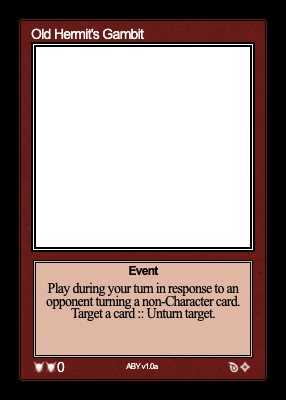 Old Hermit's Gambit
Event
Play during your turn in response to an
opponent turning a non-Character card.
Target a card :: Unturn target.
0
ABY v1.0a